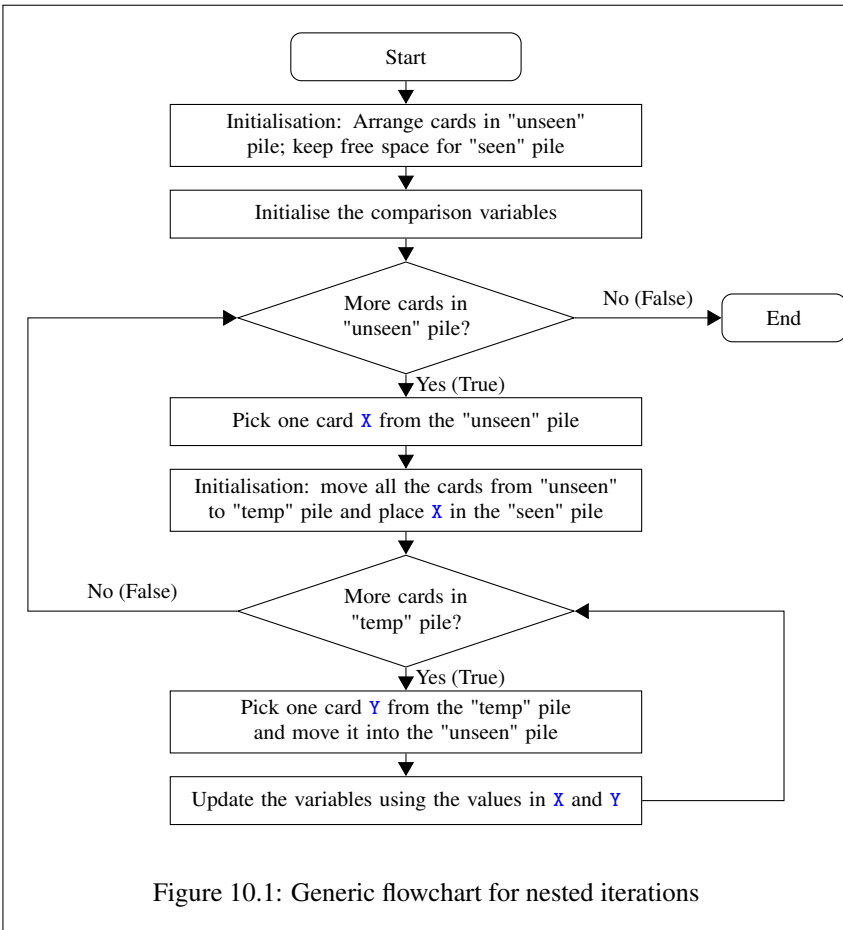 Start
Initialisation: Arrange cards in "unseen"
pile; keep free space for "seen" pile
Initialise the comparison variables
More cards in
"unseen" pile?
No (False)
End
Yes (True)
Pick one card X from the "unseen" pile
Initialisation: move all the cards from "unseen"
to "temp" pile and place X in the "seen" pile
No (False)
More cards in
"temp" pile?
Yes (True)
Pick one card Y from the "temp" pile
and move it into the "unseen" pile
Update the variables using the values in X and Y
Figure 10.1: Generic flowchart for nested iterations